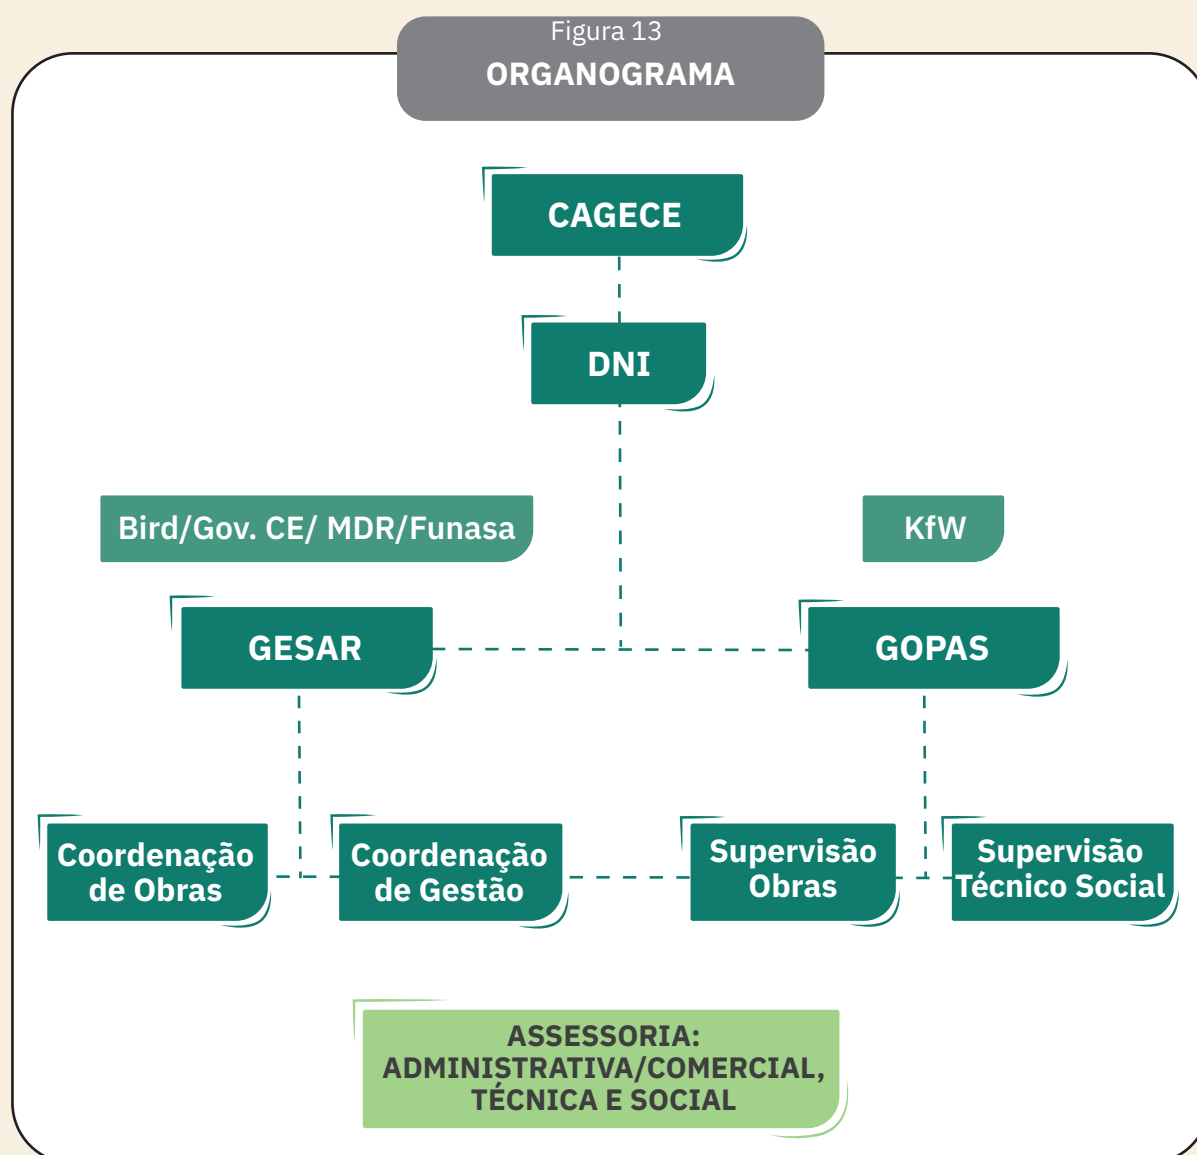 Figura 13
ORGANOGRAMA
CAGECE
DNI
Bird/Gov. CE/ MDR/Funasa
KfW
GESAR
GOPAS
Coordenação
de Obras
Coordenação
de Gestão
Supervisão
Obras
Supervisão
Técnico Social
ASSESSORIA:
ADMINISTRATIVA/COMERCIAL,
TÉCNICA E SOCIAL